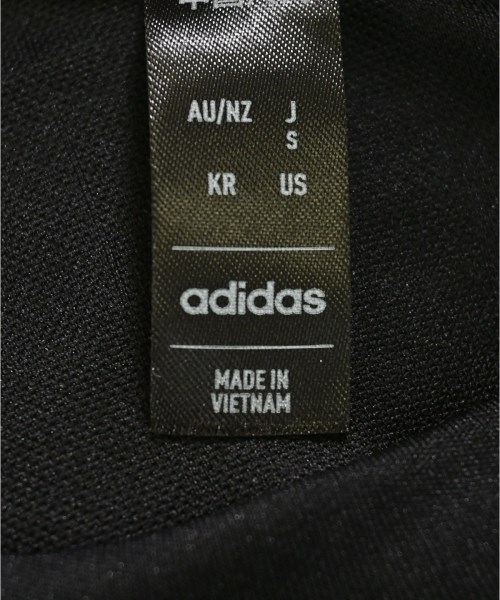 AU/NZ J
S
KR US
adidas
MADE IN
VIETNAM